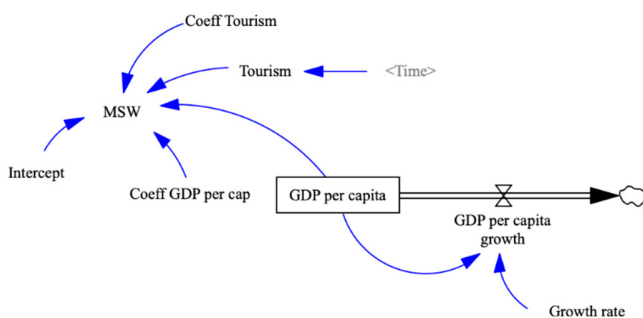 Coeff Tourism
Tourism
<Time>
MSW
Intercept
Coeff GDP per cap
GDP per capita
GDP per capita
growth
Growth rate